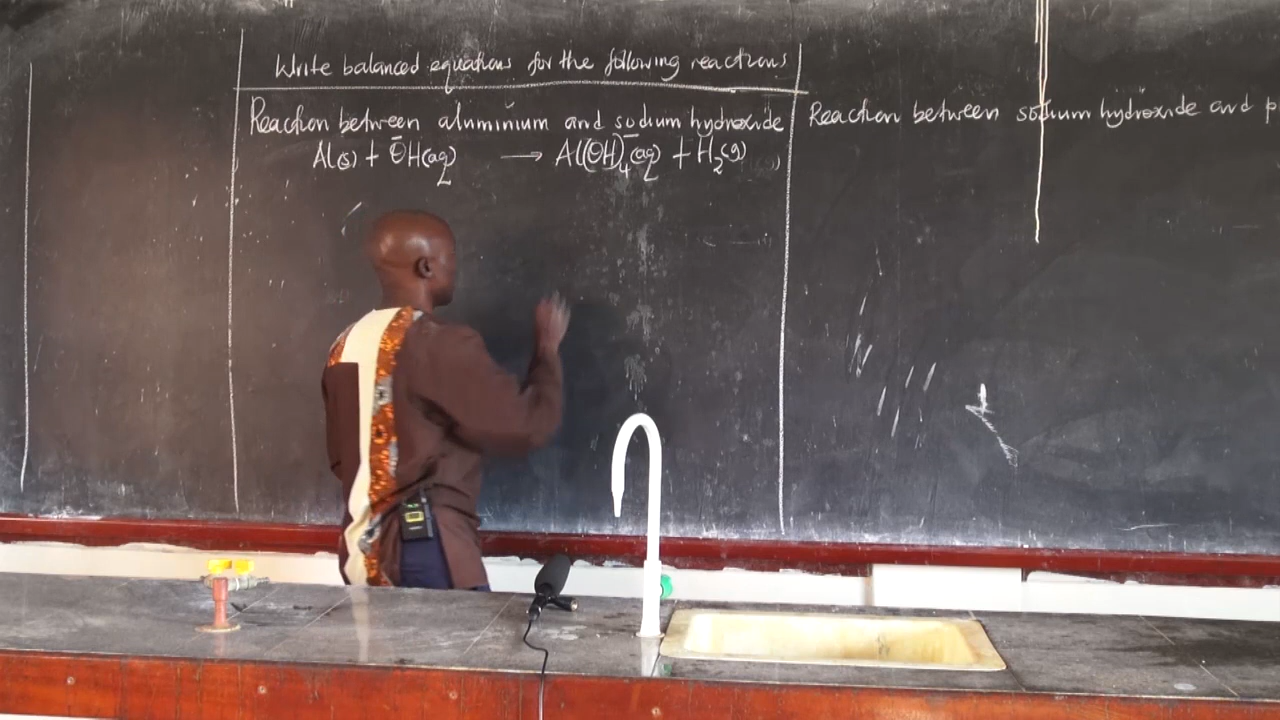 Write balanced equations for the following reactions
Reaction between aluminium and sodium hydroxide
Al(s) + ŌH(aq) → Al(OH)₄⁻(aq) + H₂(g)
Reaction between sodium hydroxide and